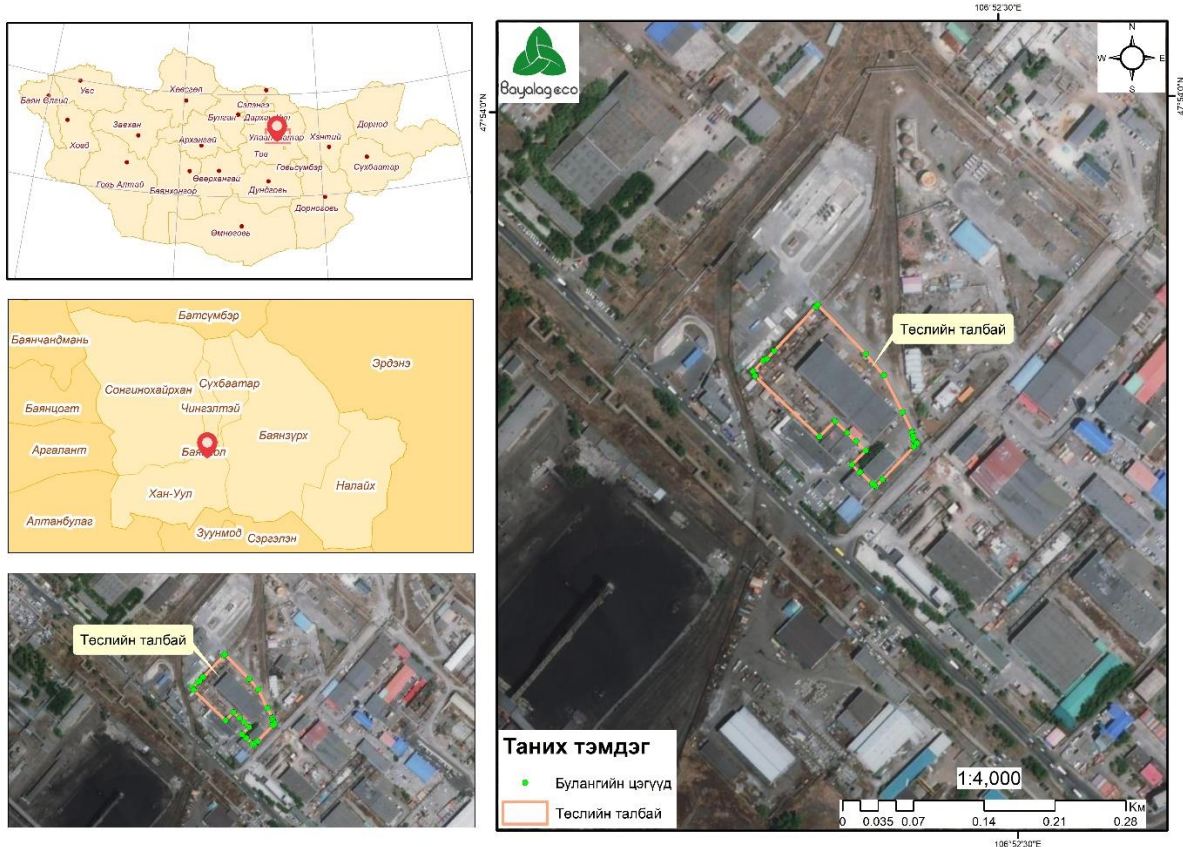 Увс
Баян Өлгий
Ховд
Завхан
Хөвсгөл
Булган
Сэлэнгэ
Архангай
Төв
Хэнтий
Дорнод
Сүхбаатар
Говьсүмбэр
Говь Алтай
Баянхонгор
Өвөрхангай
Дундговь
Дорноговь
Өмнөговь
Батсүмбэр
Баянчандмань
Эрдэнэ
Сонгинохайрхан
Сүхбаатар
Чингэлтэй
Баянцогт
Баянзүрх
Аргалант
Хан-Уул
Налайх
Алтанбулаг
Зуунмод
Сэргэлэн
Төслийн талбай
106°52'30"E
47°54'0"N
47°54'0"N
Bayalag eco
N
W
E
S
Төслийн талбай
Таних тэмдэг
Булангийн цэгүүд
Төслийн талбай
1:4,000
Км
0 0.035 0.07 0.14 0.21 0.28
106°52'30"E